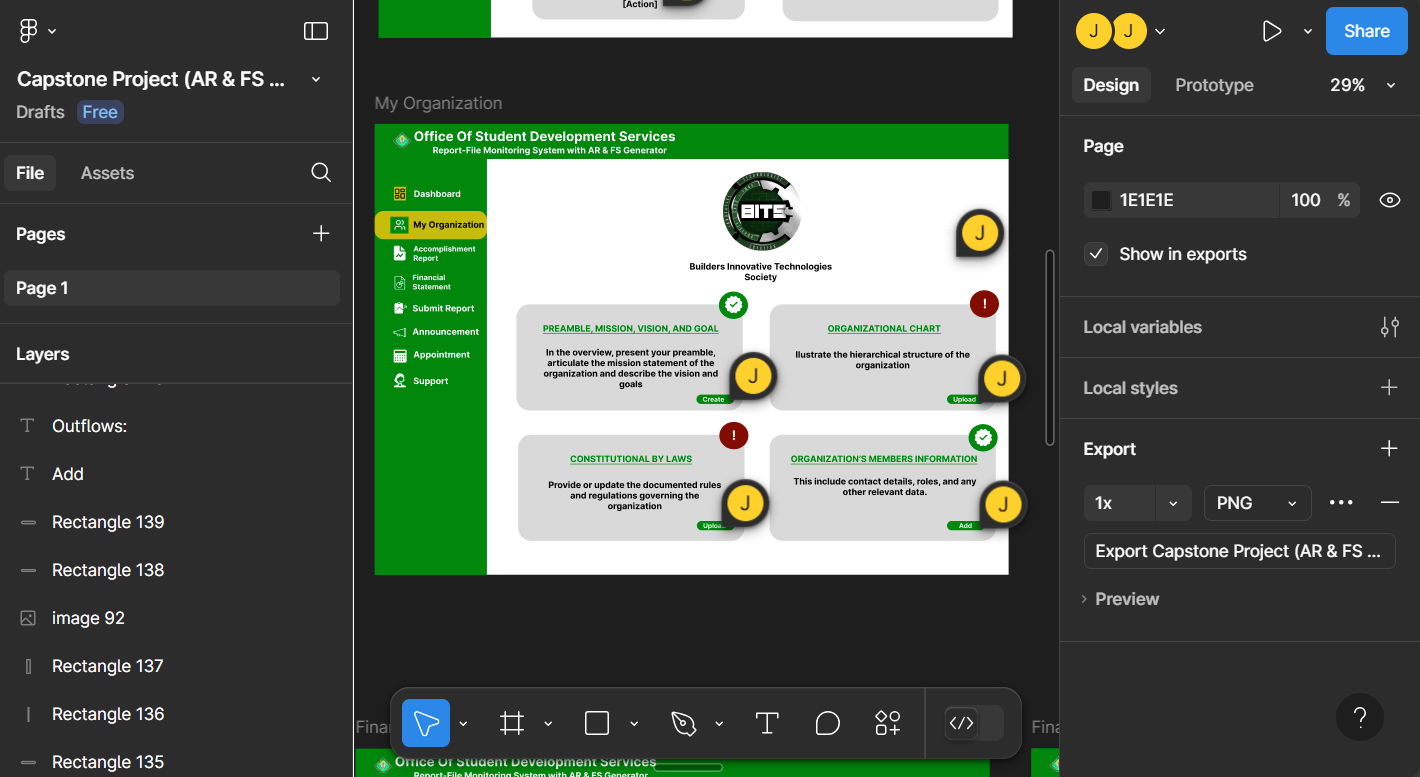 Capstone Project (AR & FS ...
Drafts
Free
File
Assets
Pages
Page 1
Layers
Outflows:
Add
Rectangle 139
Rectangle 138
image 92
Rectangle 137
Rectangle 136
Rectangle 135
[Action]
My Organization
Office Of Student Development Services
Report-File Monitoring System with AR & FS Generator
Dashboard
My Organization
Accomplishment
Report
Financial
Statement
Submit Report
Announcement
Appointment
Support
BITS
J
Builders Innovative Technologies
Society
!
PREAMBLE, MISSION, VISION, AND GOAL
In the overview, present your preamble,
articulate the mission statement of the
organization and describe the vision and
goals
Create
J
ORGANIZATIONAL CHART
llustrate the hierarchical structure of the
organization
Upload
J
!
CONSTITUTIONAL BY LAWS
Provide or update the documented rules
and regulations governing the
organization
J
ORGANIZATION'S MEMBERS INFORMATION
This include contact details, roles, and any
other relevant data.
Add
J
Office Of Student Development Services
Report-File Monitoring System with AR & FS Generator
J
J
Share
Design
Prototype
29%
Page
1E1E1E
100
%
Show in exports
Local variables
Local styles
Export
1x
PNG
Export Capstone Project (AR & FS ...
Preview
?